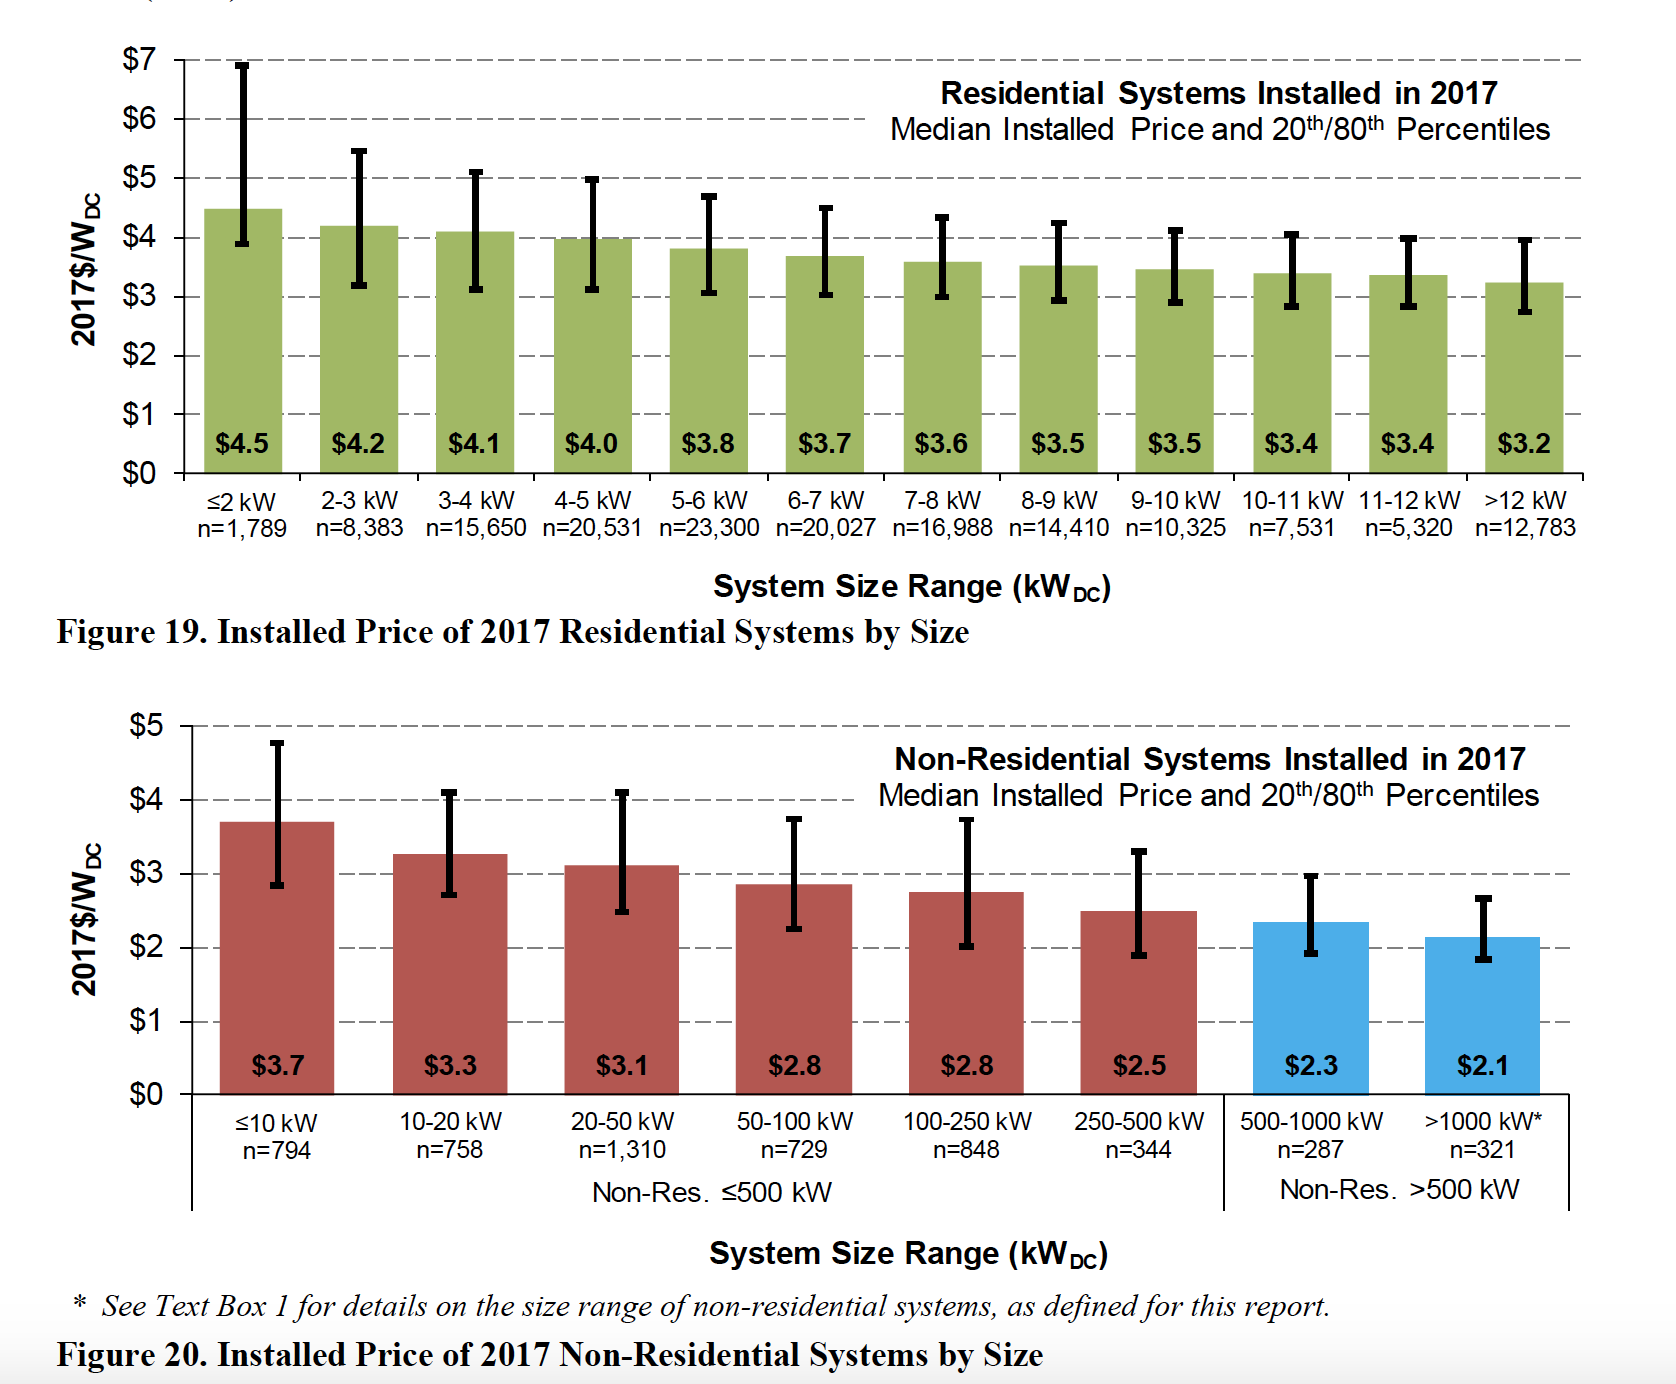 $7
$6
$5
$4
$3
$2
$1
$0
2017$/WDC
Residential Systems Installed in 2017
Median Installed Price and 20th/80th Percentiles
$4.5 $4.2 $4.1 $4.0 $3.8 $3.7 $3.6 $3.5 $3.5 $3.4 $3.4 $3.2
≤2 kW 2-3 kW 3-4 kW 4-5 kW 5-6 kW 6-7 kW 7-8 kW 8-9 kW 9-10 kW 10-11 kW 11-12 kW >12 kW
n=1,789 n=8,383 n=15,650 n=20,531 n=23,300 n=20,027 n=16,988 n=14,410 n=10,325 n=7,531 n=5,320 n=12,783
System Size Range (kWDC)
Figure 19. Installed Price of 2017 Residential Systems by Size
$5
$4
$3
$2
$1
$0
2017$/WDC
Non-Residential Systems Installed in 2017
Median Installed Price and 20th/80th Percentiles
$3.7 $3.3 $3.1 $2.8 $2.8 $2.5 $2.3 $2.1
≤10 kW 10-20 kW 20-50 kW 50-100 kW 100-250 kW 250-500 kW 500-1000 kW >1000 kW*
n=794 n=758 n=1,310 n=729 n=848 n=344 n=287 n=321
Non-Res. ≤500 kW Non-Res. >500 kW
System Size Range (kWDC)
* See Text Box 1 for details on the size range of non-residential systems, as defined for this report.
Figure 20. Installed Price of 2017 Non-Residential Systems by Size